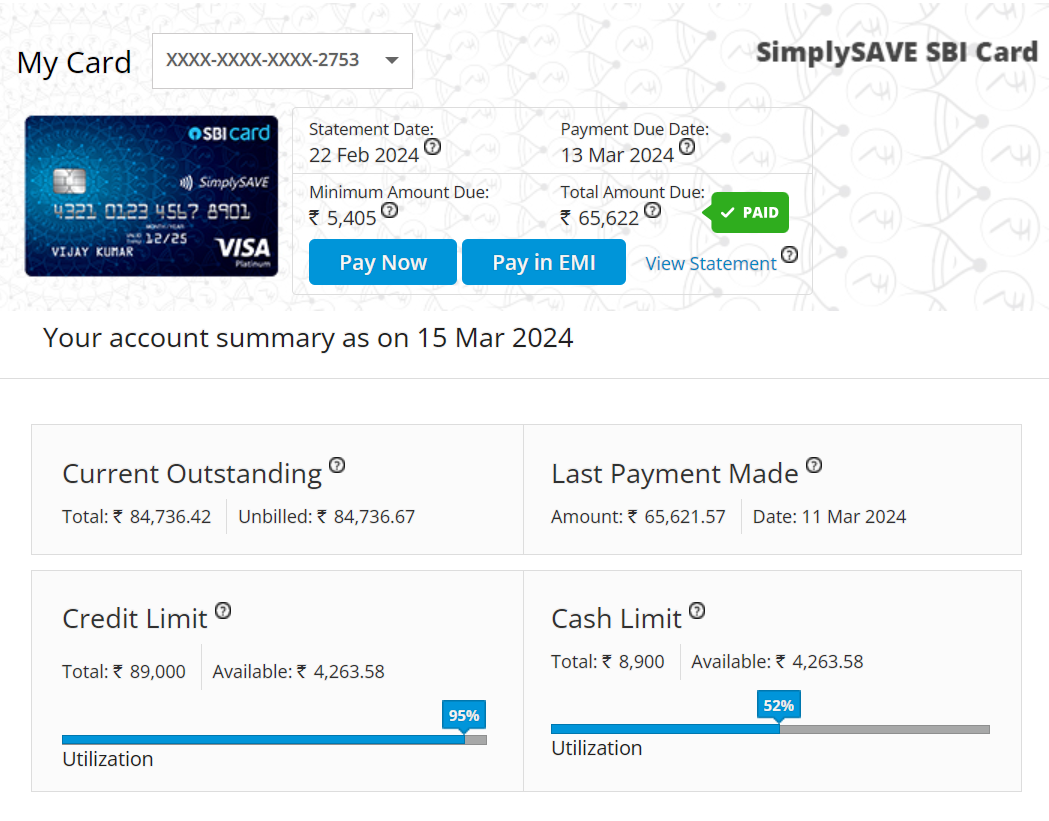 My Card
XXXX-XXXX-XXXX-2753
SimplySAVE SBI Card
SBI card
SimplySAVE
4321 0123 4567 8901
MONTH/YEAR
VALID THRU 12/25
VIJAY KUMAR
VISA
Platinum
Statement Date: Payment Due Date:
22 Feb 2024 ? 13 Mar 2024 ?
Minimum Amount Due: Total Amount Due:
₹ 5,405 ? ₹ 65,622 ? PAID
Pay Now Pay in EMI View Statement ?
Your account summary as on 15 Mar 2024
Current Outstanding ?
Total: ₹ 84,736.42 Unbilled: ₹ 84,736.67
Last Payment Made ?
Amount: ₹ 65,621.57 Date: 11 Mar 2024
Credit Limit ?
Total: ₹ 89,000 Available: ₹ 4,263.58
95%
Utilization
Cash Limit ?
Total: ₹ 8,900 Available: ₹ 4,263.58
52%
Utilization